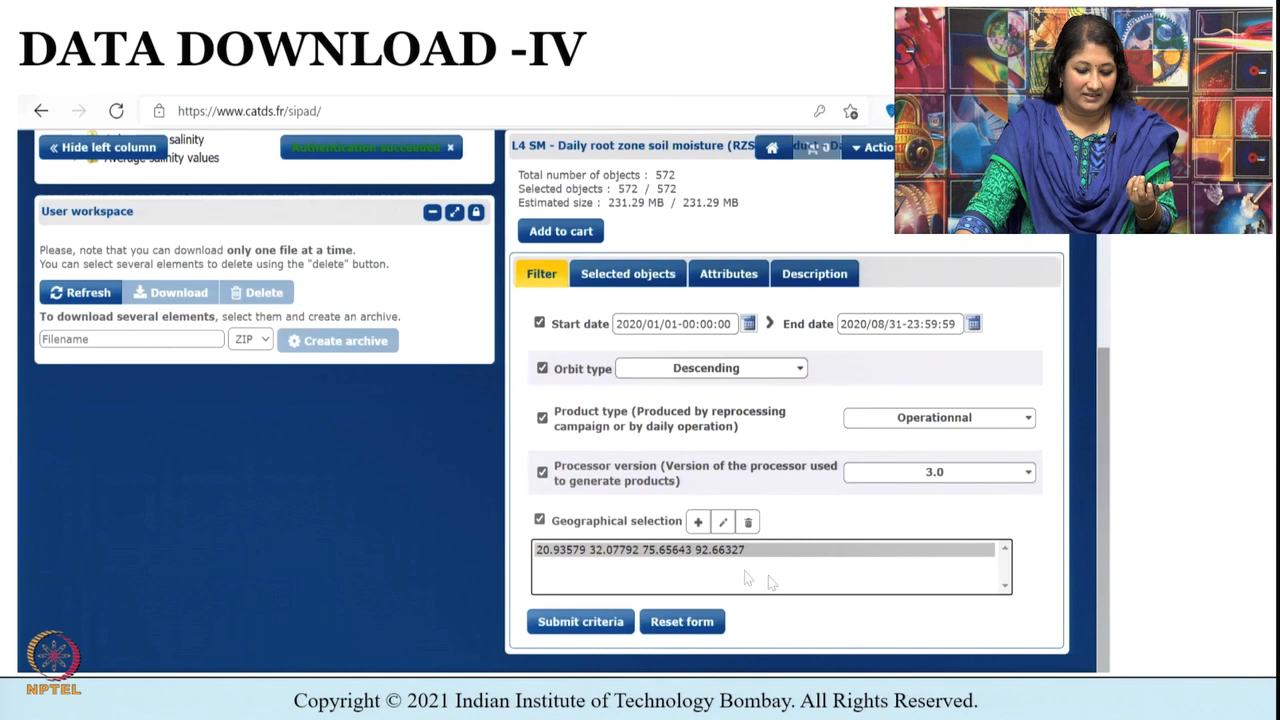 DATA DOWNLOAD -IV
https://www.catds.fr/sipad/
salinity
Hide left column
Authentication succeeded
Average salinity values
User workspace
Please, note that you can download only one file at a time.
You can select several elements to delete using the "delete" button.
Refresh Download Delete
To download several elements, select them and create an archive.
Filename ZIP Create archive
L4 SM - Daily root zone soil moisture (RZS
Actio
Total number of objects : 572
Selected objects : 572 / 572
Estimated size : 231.29 MB / 231.29 MB
Add to cart
Filter Selected objects Attributes Description
Start date 2020/01/01-00:00:00 End date 2020/08/31-23:59:59
Orbit type Descending
Product type (Produced by reprocessing
campaign or by daily operation) Operationnal
Processor version (Version of the processor used
to generate products) 3.0
Geographical selection
20.93579 32.07792 75.65643 92.66327
Submit criteria Reset form
NPTEL
Copyright © 2021 Indian Institute of Technology Bombay. All Rights Reserved.